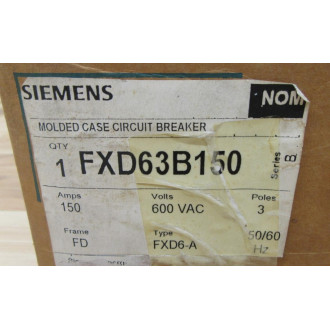 SIEMENS
NOM
MOLDED CASE CIRCUIT BREAKER
QTY
1 FXD63B150
Series B
Amps Volts Poles
150 600 VAC 3
Frame Type 50/60
FD FXD6-A Hz